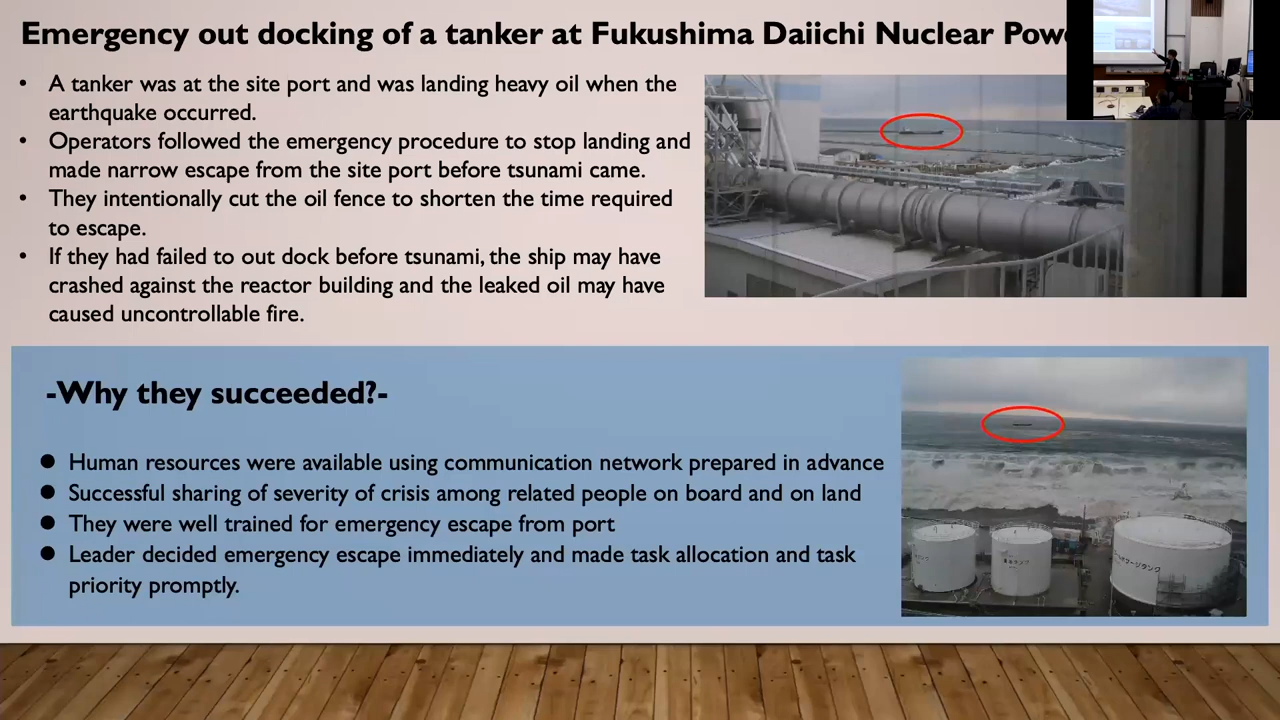 Emergency out docking of a tanker at Fukushima Daiichi Nuclear Powe
• A tanker was at the site port and was landing heavy oil when the
earthquake occurred.
• Operators followed the emergency procedure to stop landing and
made narrow escape from the site port before tsunami came.
• They intentionally cut the oil fence to shorten the time required
to escape.
• If they had failed to out dock before tsunami, the ship may have
crashed against the reactor building and the leaked oil may have
caused uncontrollable fire.
-Why they succeeded?-
● Human resources were available using communication network prepared in advance
● Successful sharing of severity of crisis among related people on board and on land
● They were well trained for emergency escape from port
● Leader decided emergency escape immediately and made task allocation and task
priority promptly.